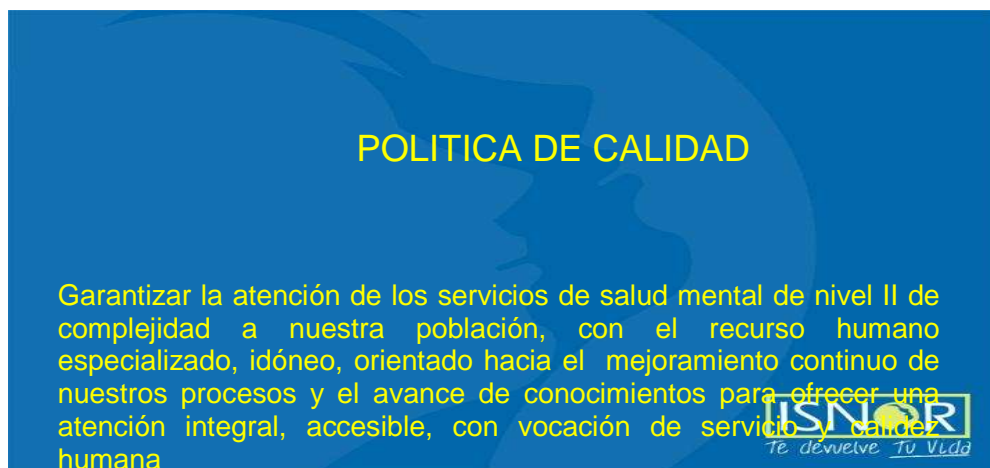 POLITICA DE CALIDAD
Garantizar la atención de los servicios de salud mental de nivel II de
complejidad a nuestra población, con el recurso humano
especializado, idóneo, orientado hacia el mejoramiento continuo de
nuestros procesos y el avance de conocimientos para ofrecer una
atención integral, accesible, con vocación de servicio y calidez
humana
ISNOR
Te devuelve Tu Vida